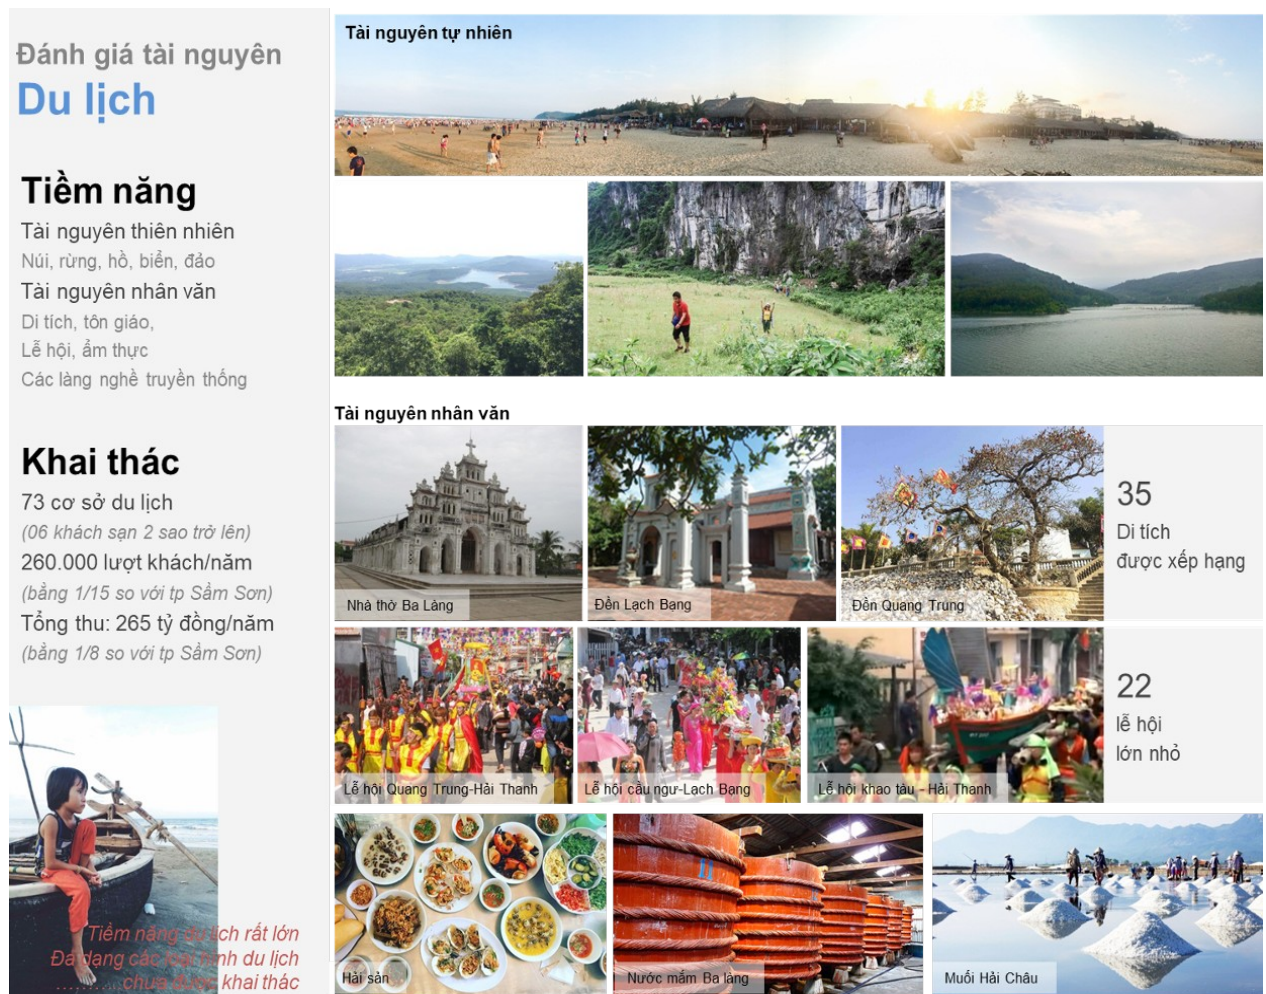 Đánh giá tài nguyên
Du lịch
Tiềm năng
Tài nguyên thiên nhiên
Núi, rừng, hồ, biển, đảo
Tài nguyên nhân văn
Di tích, tôn giáo,
Lễ hội, ẩm thực
Các làng nghề truyền thống
Khai thác
73 cơ sở du lịch
(06 khách sạn 2 sao trở lên)
260.000 lượt khách/năm
(bằng 1/15 so với tp Sầm Sơn)
Tổng thu: 265 tỷ đồng/năm
(bằng 1/8 so với tp Sầm Sơn)
Tiềm năng du lịch rất lớn
Đa dạng các loại hình du lịch
...........chưa được khai thác
Tài nguyên tự nhiên
Tài nguyên nhân văn
Nhà thờ Ba Làng
Đền Lạch Bạng
Đền Quang Trung
35
Di tích
được xếp hạng
Lễ hội Quang Trung-Hải Thanh
Lễ hội cầu ngư-Lạch Bạng
Lễ hội khao tàu - Hải Thanh
22
lễ hội
lớn nhỏ
Hải sản
Nước mắm Ba làng
Muối Hải Châu